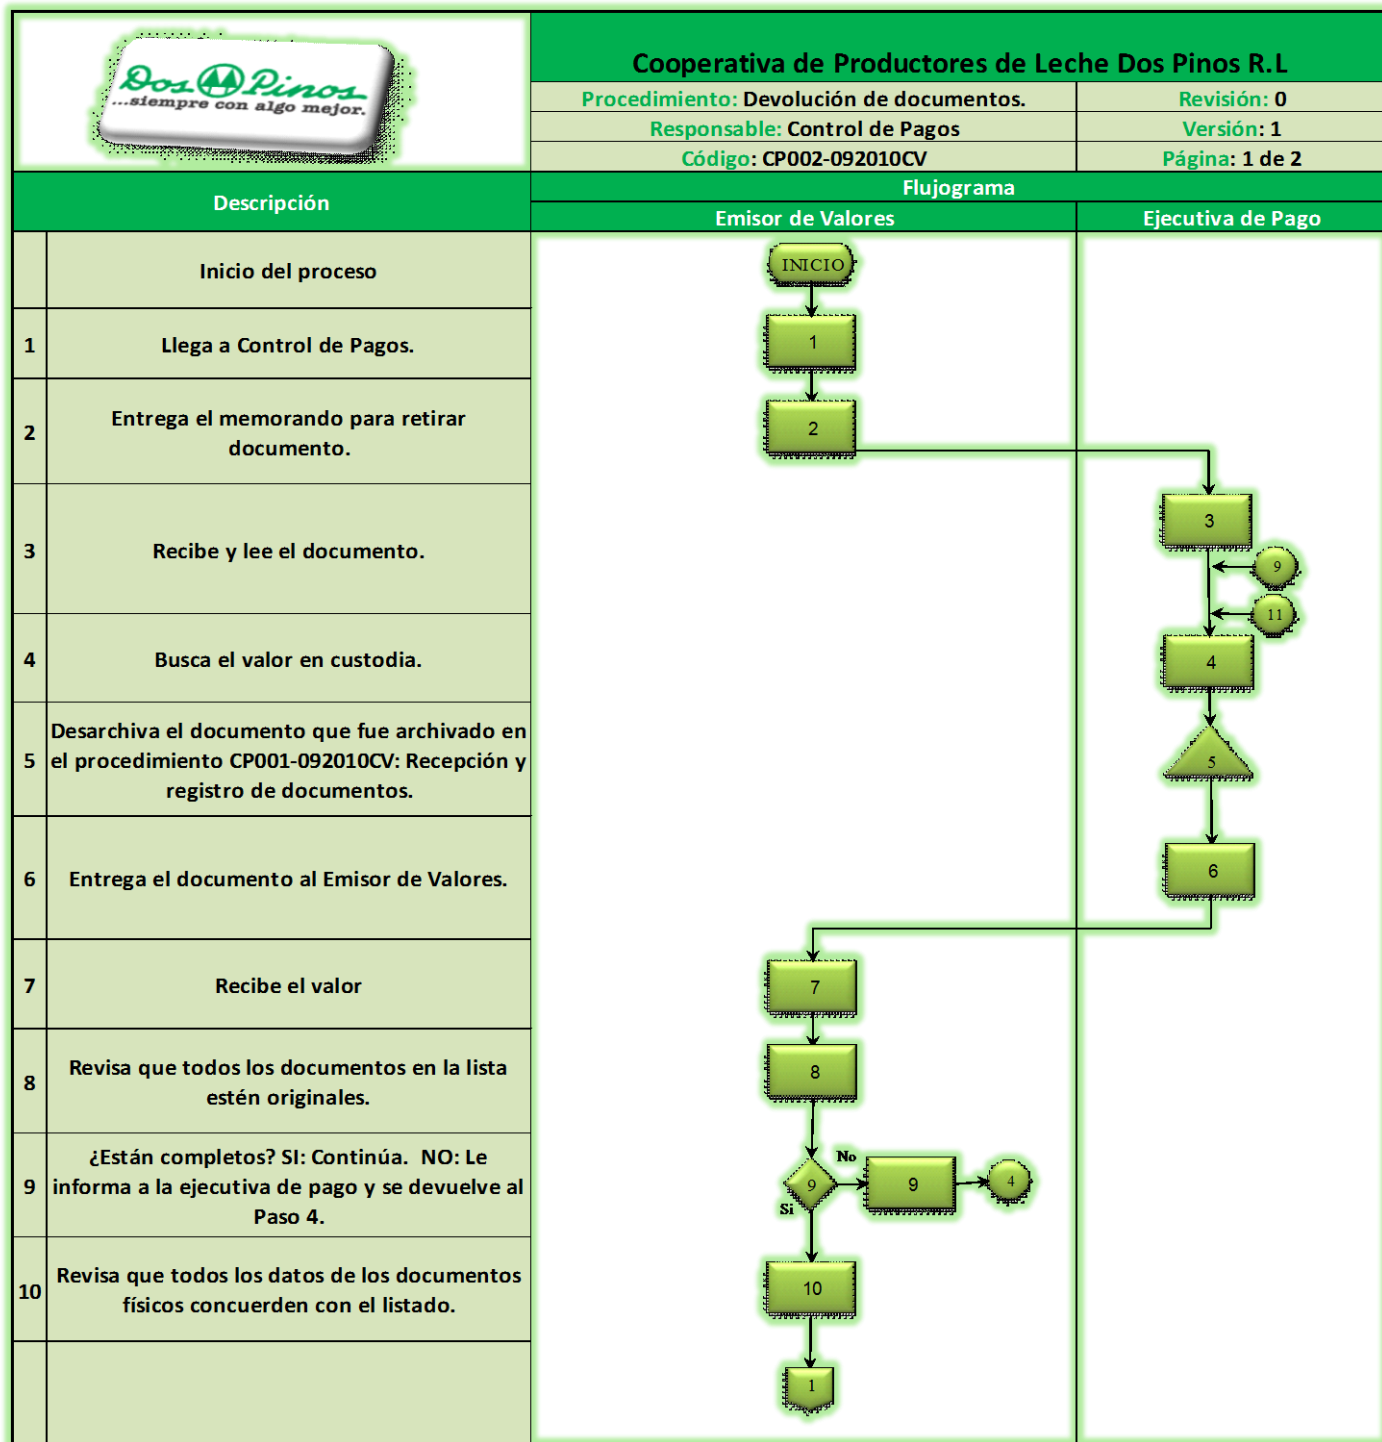 Dos Pinos
...siempre con algo mejor.
Cooperativa de Productores de Leche Dos Pinos R.L
Procedimiento: Devolución de documentos.
Revisión: 0
Responsable: Control de Pagos
Versión: 1
Código: CP002-092010CV
Página: 1 de 2
Descripción
Flujograma
Emisor de Valores
Ejecutiva de Pago
Inicio del proceso
INICIO
1
Llega a Control de Pagos.
1
2
Entrega el memorando para retirar
documento.
2
3
Recibe y lee el documento.
3
9
11
4
Busca el valor en custodia.
4
5
Desarchiva el documento que fue archivado en
el procedimiento CP001-092010CV: Recepción y
registro de documentos.
5
6
Entrega el documento al Emisor de Valores.
6
7
Recibe el valor
7
8
Revisa que todos los documentos en la lista
estén originales.
8
9
¿Están completos? SI: Continúa.  NO: Le
informa a la ejecutiva de pago y se devuelve al
Paso 4.
9
No
9
4
Si
10
Revisa que todos los datos de los documentos
físicos concuerden con el listado.
10
1